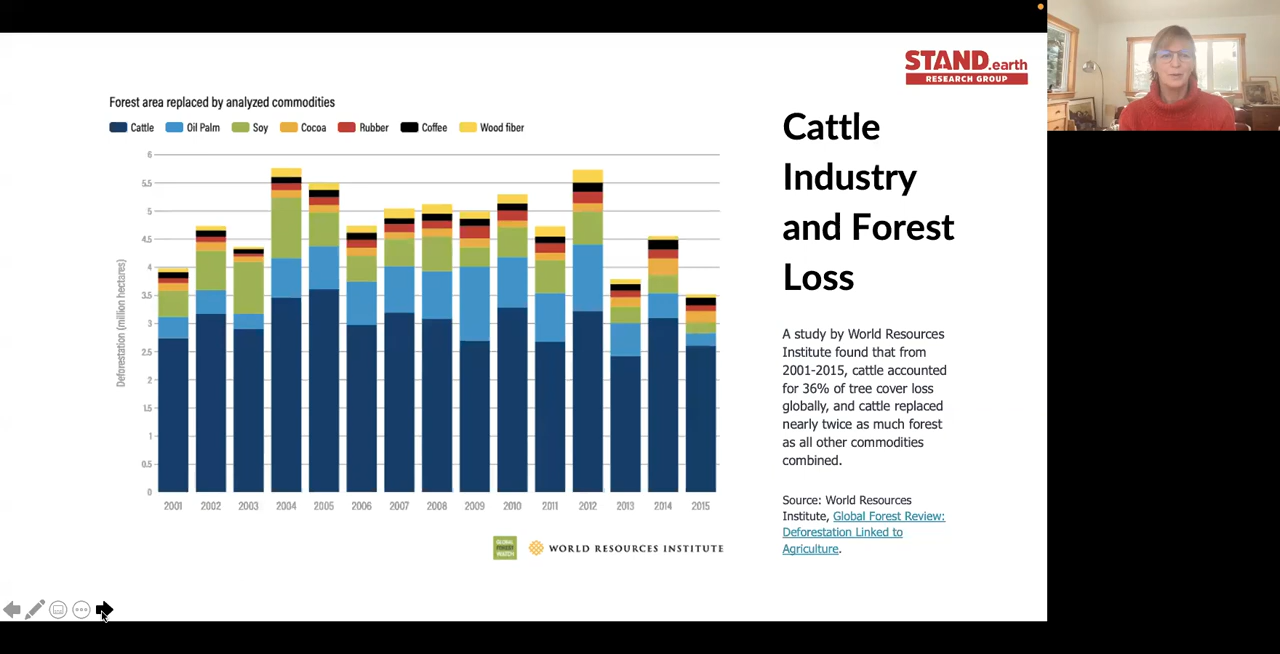 STAND.earth
RESEARCH GROUP
Forest area replaced by analyzed commodities
Cattle Oil Palm Soy Cocoa Rubber Coffee Wood fiber
Deforestation (million hectares)
6
5.5
5
4.5
4
3.5
3
2.5
2
1.5
1
0.5
0
2001 2002 2003 2004 2005 2006 2007 2008 2009 2010 2011 2012 2013 2014 2015
GLOBAL
FOREST
WATCH
WORLD RESOURCES INSTITUTE
Cattle
Industry
and Forest
Loss
A study by World Resources
Institute found that from
2001-2015, cattle accounted
for 36% of tree cover loss
globally, and cattle replaced
nearly twice as much forest
as all other commodities
combined.
Source: World Resources
Institute, Global Forest Review:
Deforestation Linked to
Agriculture.